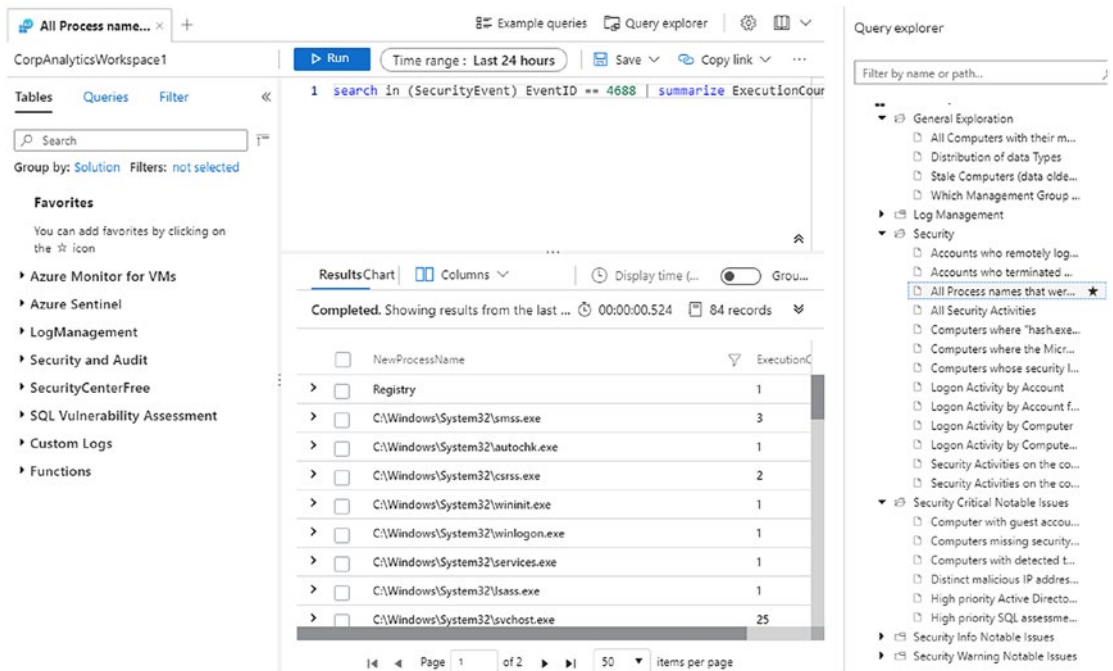 All Process name... × +
Example queries Query explorer
CorpAnalyticsWorkspace1
Run Time range : Last 24 hours Save Copy link ...
Tables Queries Filter «
Search
Group by: Solution Filters: not selected
Favorites
You can add favorites by clicking on
the ☆ icon
Azure Monitor for VMs
Azure Sentinel
LogManagement
Security and Audit
SecurityCenterFree
SQL Vulnerability Assessment
Custom Logs
Functions
1 search in (SecurityEvent) EventID == 4688 | summarize ExecutionCour
Results Chart Columns Display time (... Grou...
Completed. Showing results from the last ... 00:00:00.524 84 records
NewProcessName ExecutionC
Registry 1
C:\Windows\System32\smss.exe 3
C:\Windows\System32\autochk.exe 1
C:\Windows\System32\csrss.exe 2
C:\Windows\System32\wininit.exe 1
C:\Windows\System32\winlogon.exe 1
C:\Windows\System32\services.exe 1
C:\Windows\System32\lsass.exe 1
C:\Windows\System32\svchost.exe 25
Page 1 of 2 50 items per page
Query explorer
Filter by name or path...
General Exploration
All Computers with their m...
Distribution of data Types
Stale Computers (data olde...
Which Management Group ...
Log Management
Security
Accounts who remotely log...
Accounts who terminated ...
All Process names that wer... ★
All Security Activities
Computers where "hash.exe...
Computers where the Micr...
Computers whose security l...
Logon Activity by Account
Logon Activity by Account f...
Logon Activity by Computer
Logon Activity by Compute...
Security Activities on the co...
Security Activities on the co...
Security Critical Notable Issues
Computer with guest accou...
Computers missing security...
Computers with detected t...
Distinct malicious IP addres...
High priority Active Directo...
High priority SQL assessme...
Security Info Notable Issues
Security Warning Notable Issues